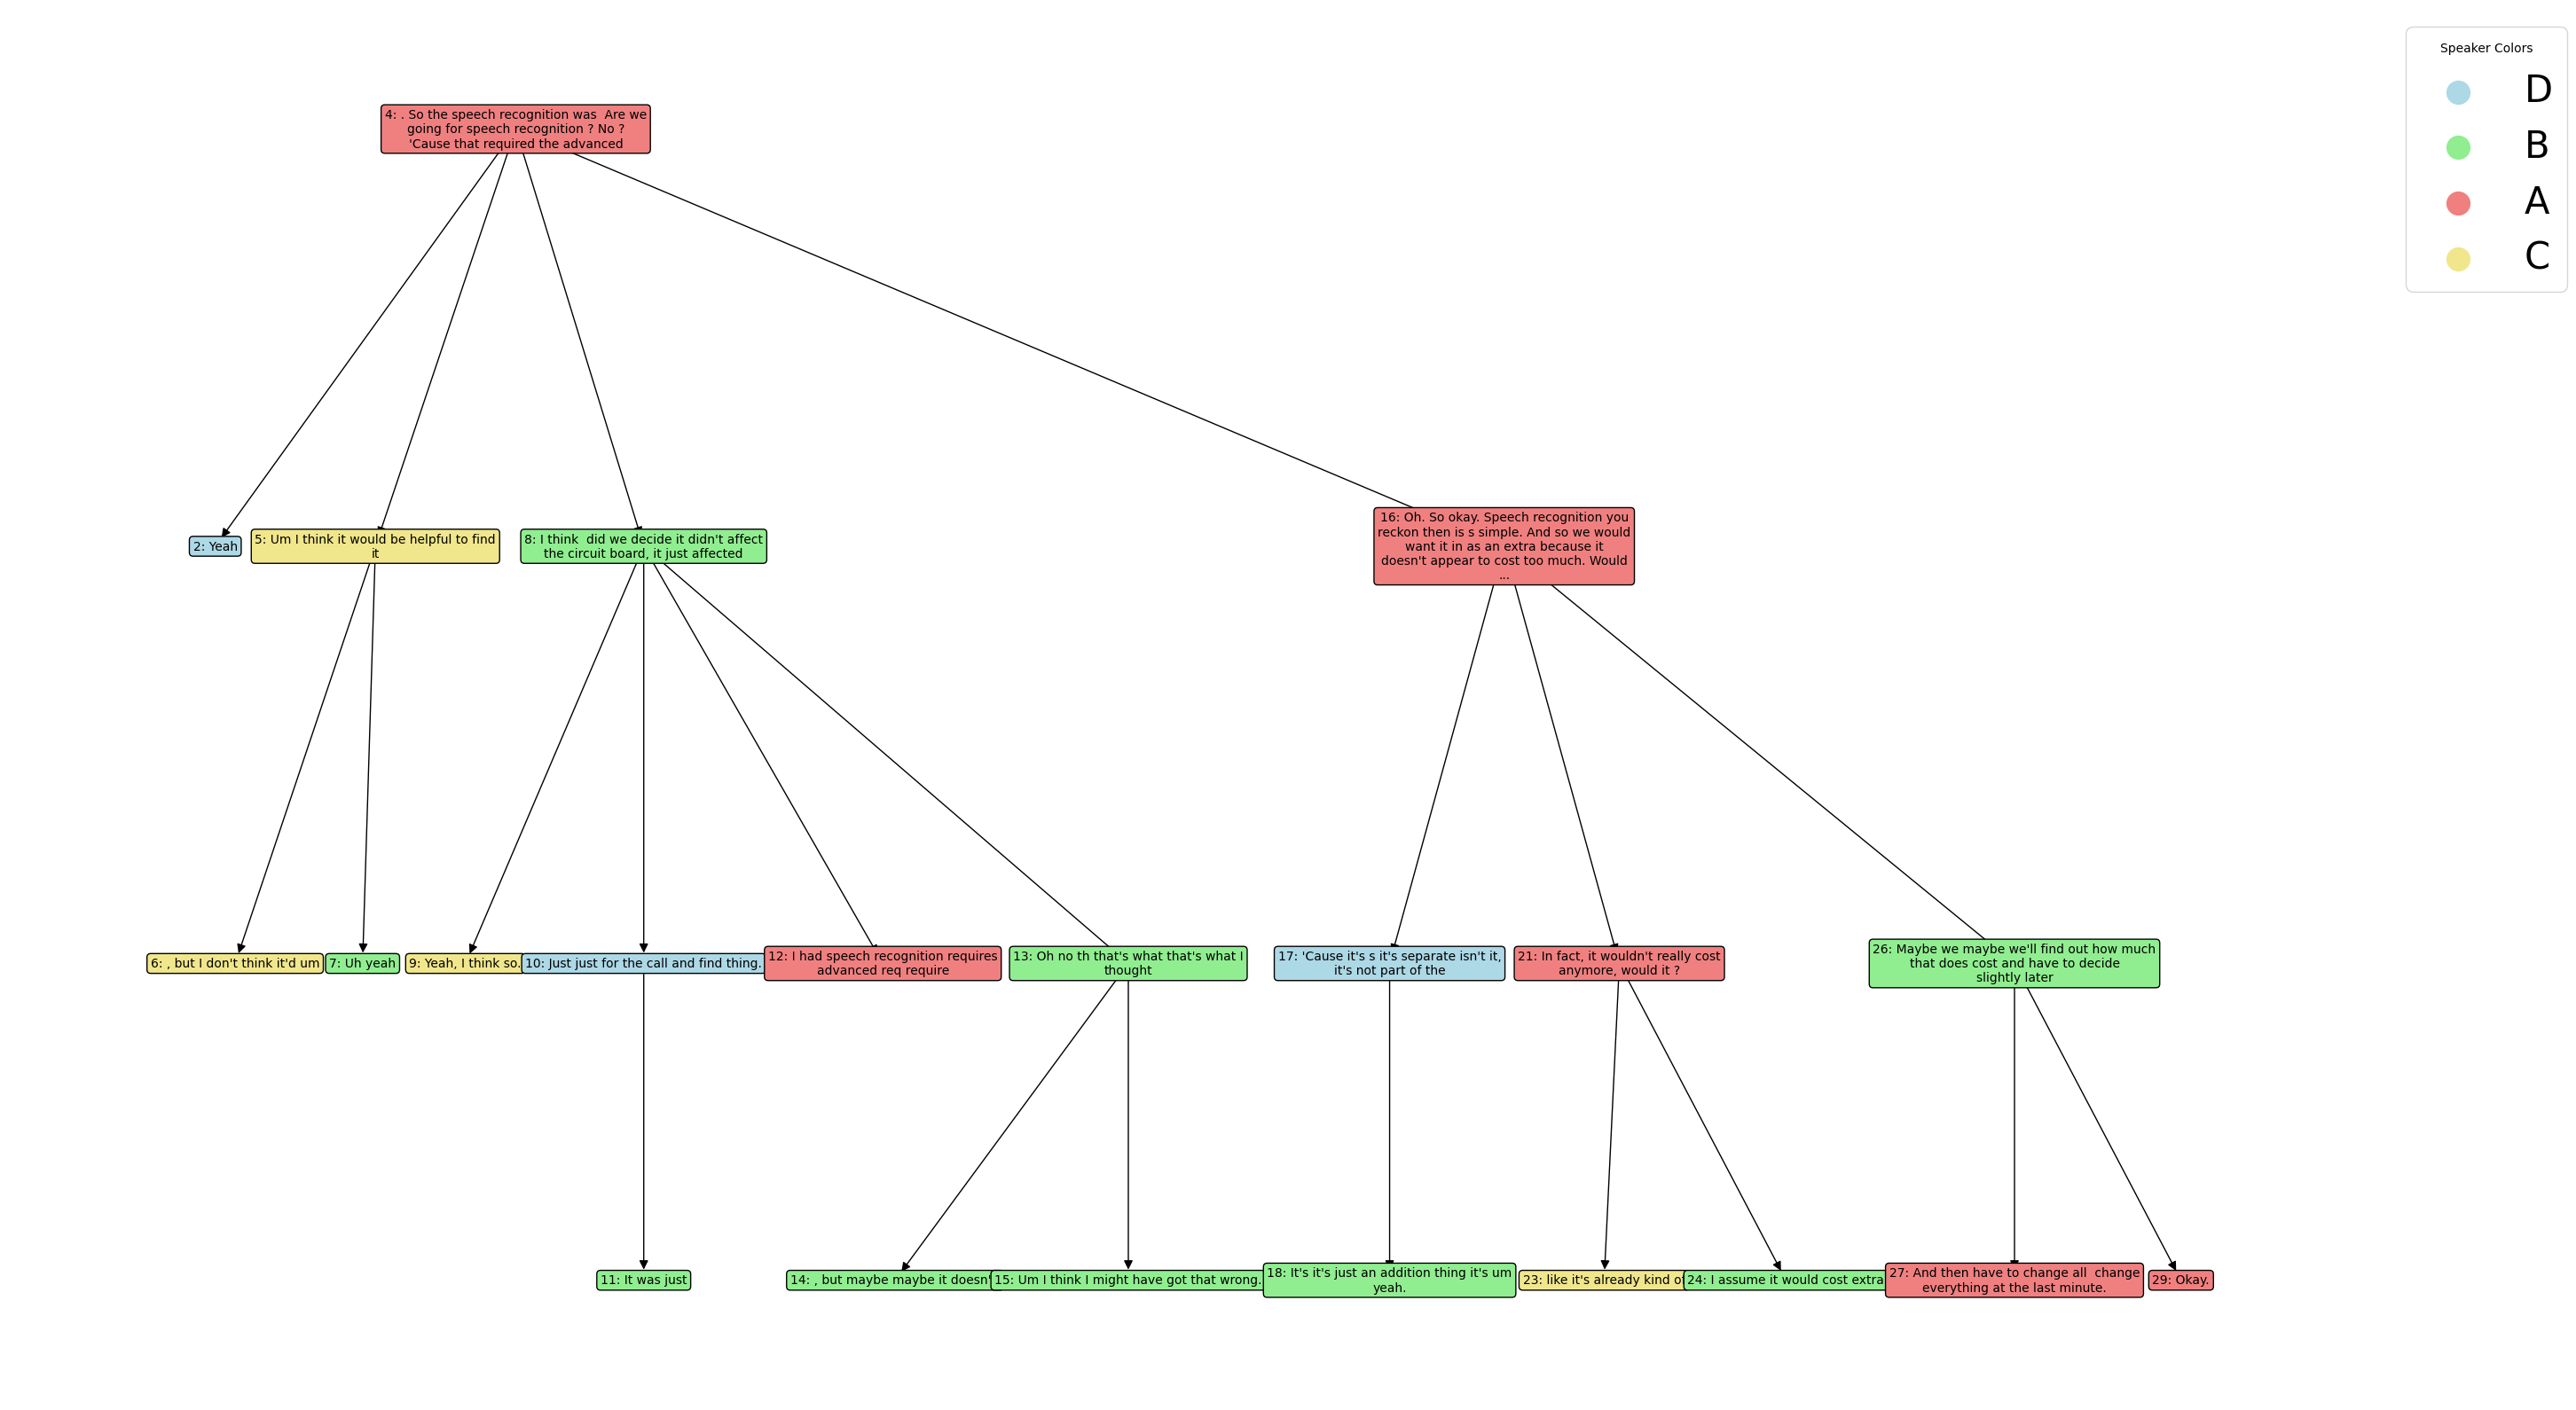 Speaker Colors
D
B
A
C
4: . So the speech recognition was  Are we
going for speech recognition ? No ?
'Cause that required the advanced
2: Yeah
5: Um I think it would be helpful to find
it
8: I think  did we decide it didn't affect
the circuit board, it just affected
16: Oh. So okay. Speech recognition you
reckon then is s simple. And so we would
want it in as an extra because it
doesn't appear to cost too much. Would
...
6: , but I don't think it'd um
7: Uh yeah
9: Yeah, I think so.
10: Just just for the call and find thing.
12: I had speech recognition requires
advanced req require
13: Oh no th that's what that's what I
thought
17: 'Cause it's s it's separate isn't it,
it's not part of the
21: In fact, it wouldn't really cost
anymore, would it ?
26: Maybe we maybe we'll find out how much
that does cost and have to decide
slightly later
11: It was just
14: , but maybe maybe it doesn'
15: Um I think I might have got that wrong.
18: It's it's just an addition thing it's um
yeah.
23: like it's already kind of
24: I assume it would cost extra
27: And then have to change all  change
everything at the last minute.
29: Okay.